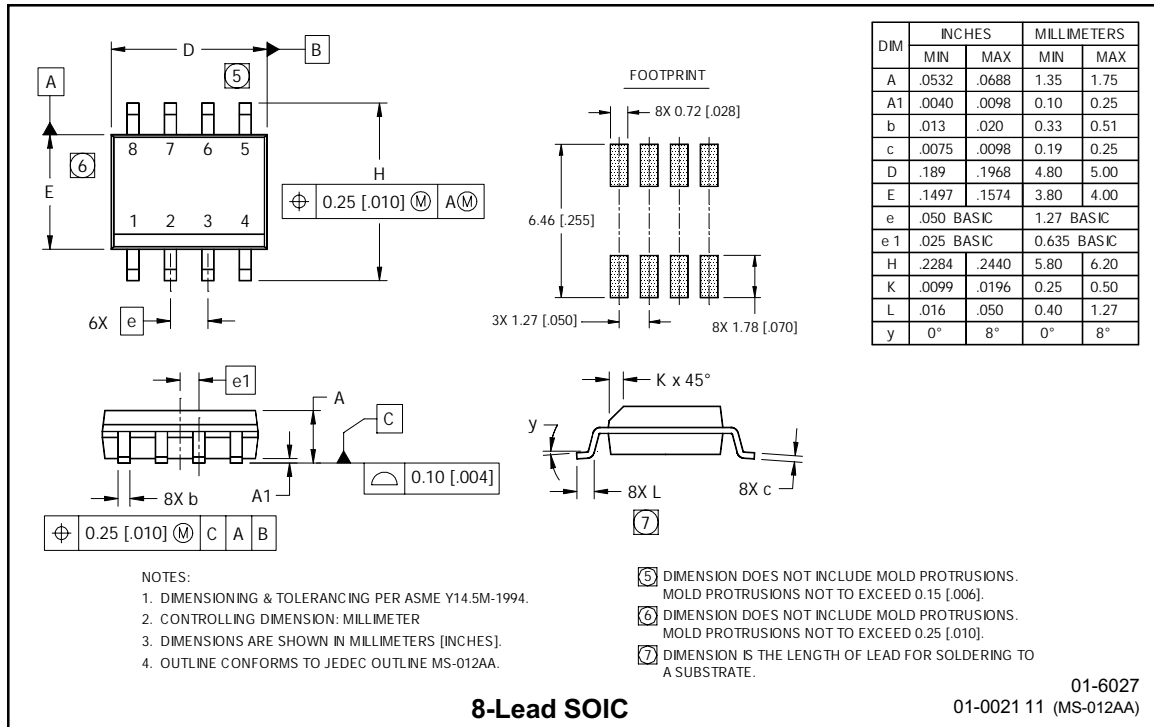 D
B
5
A
8 7 6 5
6
E
H
⌖ 0.25 [.010] Ⓜ AⓂ
1 2 3 4
6X e
FOOTPRINT
8X 0.72 [.028]
6.46 [.255]
3X 1.27 [.050]
8X 1.78 [.070]
DIM INCHES MILLIMETERS
MIN MAX MIN MAX
A .0532 .0688 1.35 1.75
A1 .0040 .0098 0.10 0.25
b .013 .020 0.33 0.51
c .0075 .0098 0.19 0.25
D .189 .1968 4.80 5.00
E .1497 .1574 3.80 4.00
e .050 BASIC 1.27 BASIC
e 1 .025 BASIC 0.635 BASIC
H .2284 .2440 5.80 6.20
K .0099 .0196 0.25 0.50
L .016 .050 0.40 1.27
y 0° 8° 0° 8°
e1
A
C
⌓ 0.10 [.004]
8X b
A1
⌖ 0.25 [.010] Ⓜ C A B
K x 45°
y
8X L
7
8X c
NOTES:
1. DIMENSIONING & TOLERANCING PER ASME Y14.5M-1994.
2. CONTROLLING DIMENSION: MILLIMETER
3. DIMENSIONS ARE SHOWN IN MILLIMETERS [INCHES].
4. OUTLINE CONFORMS TO JEDEC OUTLINE MS-012AA.
5 DIMENSION DOES NOT INCLUDE MOLD PROTRUSIONS.
MOLD PROTRUSIONS NOT TO EXCEED 0.15 [.006].
6 DIMENSION DOES NOT INCLUDE MOLD PROTRUSIONS.
MOLD PROTRUSIONS NOT TO EXCEED 0.25 [.010].
7 DIMENSION IS THE LENGTH OF LEAD FOR SOLDERING TO
A SUBSTRATE.
8-Lead SOIC
01-6027
01-0021 11 (MS-012AA)